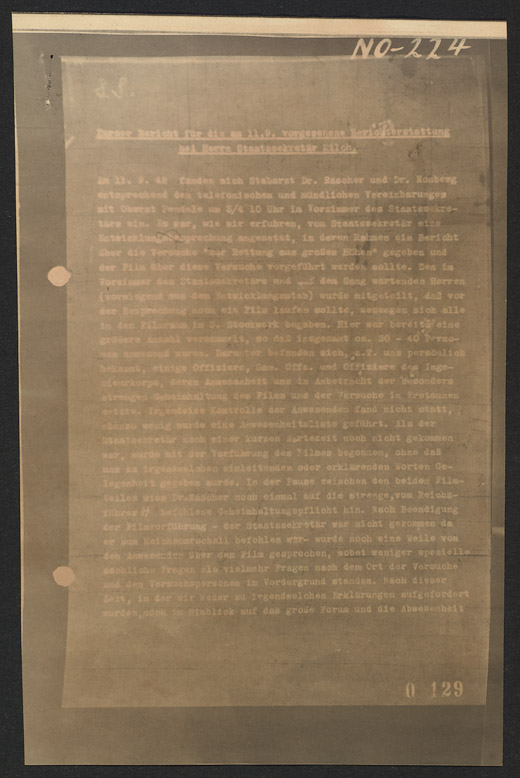 NO-224
Kurzer Bericht für die am 11.9. vorgesehene Berichterstattung
bei Herrn Staatssekretär Milch.
Am 11. 9. 42 fanden sich Stabsarzt Dr. Rascher und Dr. Romberg
entsprechend den telefonischen und mündlichen Vereinbarungen
mit Oberst Pendele um 3/4 10 Uhr im Vorzimmer des Staatssekre-
tärs ein. Es war, wie wir erfuhren, vom Staatssekretär eine
Entwicklungsbesprechung angesetzt, in deren Rahmen ein Bericht
über die Versuche "zur Rettung aus großen Höhen" gegeben und
der Film über diese Versuche vorgeführt werden sollte. Den im
Vorzimmer des Staatssekretärs und auf dem Gang wartenden Herren
(vorwiegend aus dem Entwicklungsstab) wurde mitgeteilt, daß vor
der Besprechung noch ein Film laufen sollte, weswegen sich alle
in den Filmraum im 5. Stockwerk begaben. Hier war bereits eine
größere Anzahl versammelt, so daß insgesamt ca. 30 - 40 Perso-
nen anwesend waren. Darunter befanden sich, z.T. uns persönlich
bekannt, einige Offiziere, San. Offz. und Offiziere des Inge-
nieurkorps, deren Anwesenheit uns in Anbetracht der besonders
strengen Geheimhaltung des Films und der Versuche in Erstaunen
setzte. Irgendeine Kontrolle der Anwesenden fand nicht statt,
ebenso wenig wurde eine Anwesenheitsliste geführt. Als der
Staatssekretär nach einer kurzen Wartezeit noch nicht gekommen
war, wurde mit der Vorführung des Filmes begonnen, ohne daß
uns zu irgendwelchen einleitenden oder erklärenden Worten Ge-
legenheit gegeben wurde. In der Pause zwischen den beiden Film-
teilen wies Dr. Rascher noch einmal auf die strenge, vom Reichs-
führer befohlene Geheimhaltungspflicht hin. Nach Beendigung
der Filmvorführung - der Staatssekretär war nicht gekommen da
er zum Reichsmarschall befohlen war- wurde noch eine Weile von
den Anwesenden über den Film gesprochen, wobei weniger spezielle
sachliche Fragen als vielmehr Fragen nach dem Ort der Versuche
und den Versuchspersonen im Vordergrund standen. Nach dieser
Zeit, in der wir weder zu irgendwelchen Erklärungen aufgefordert
wurden, noch im Hinblick auf das große Forum und die Abwesenheit
0 129